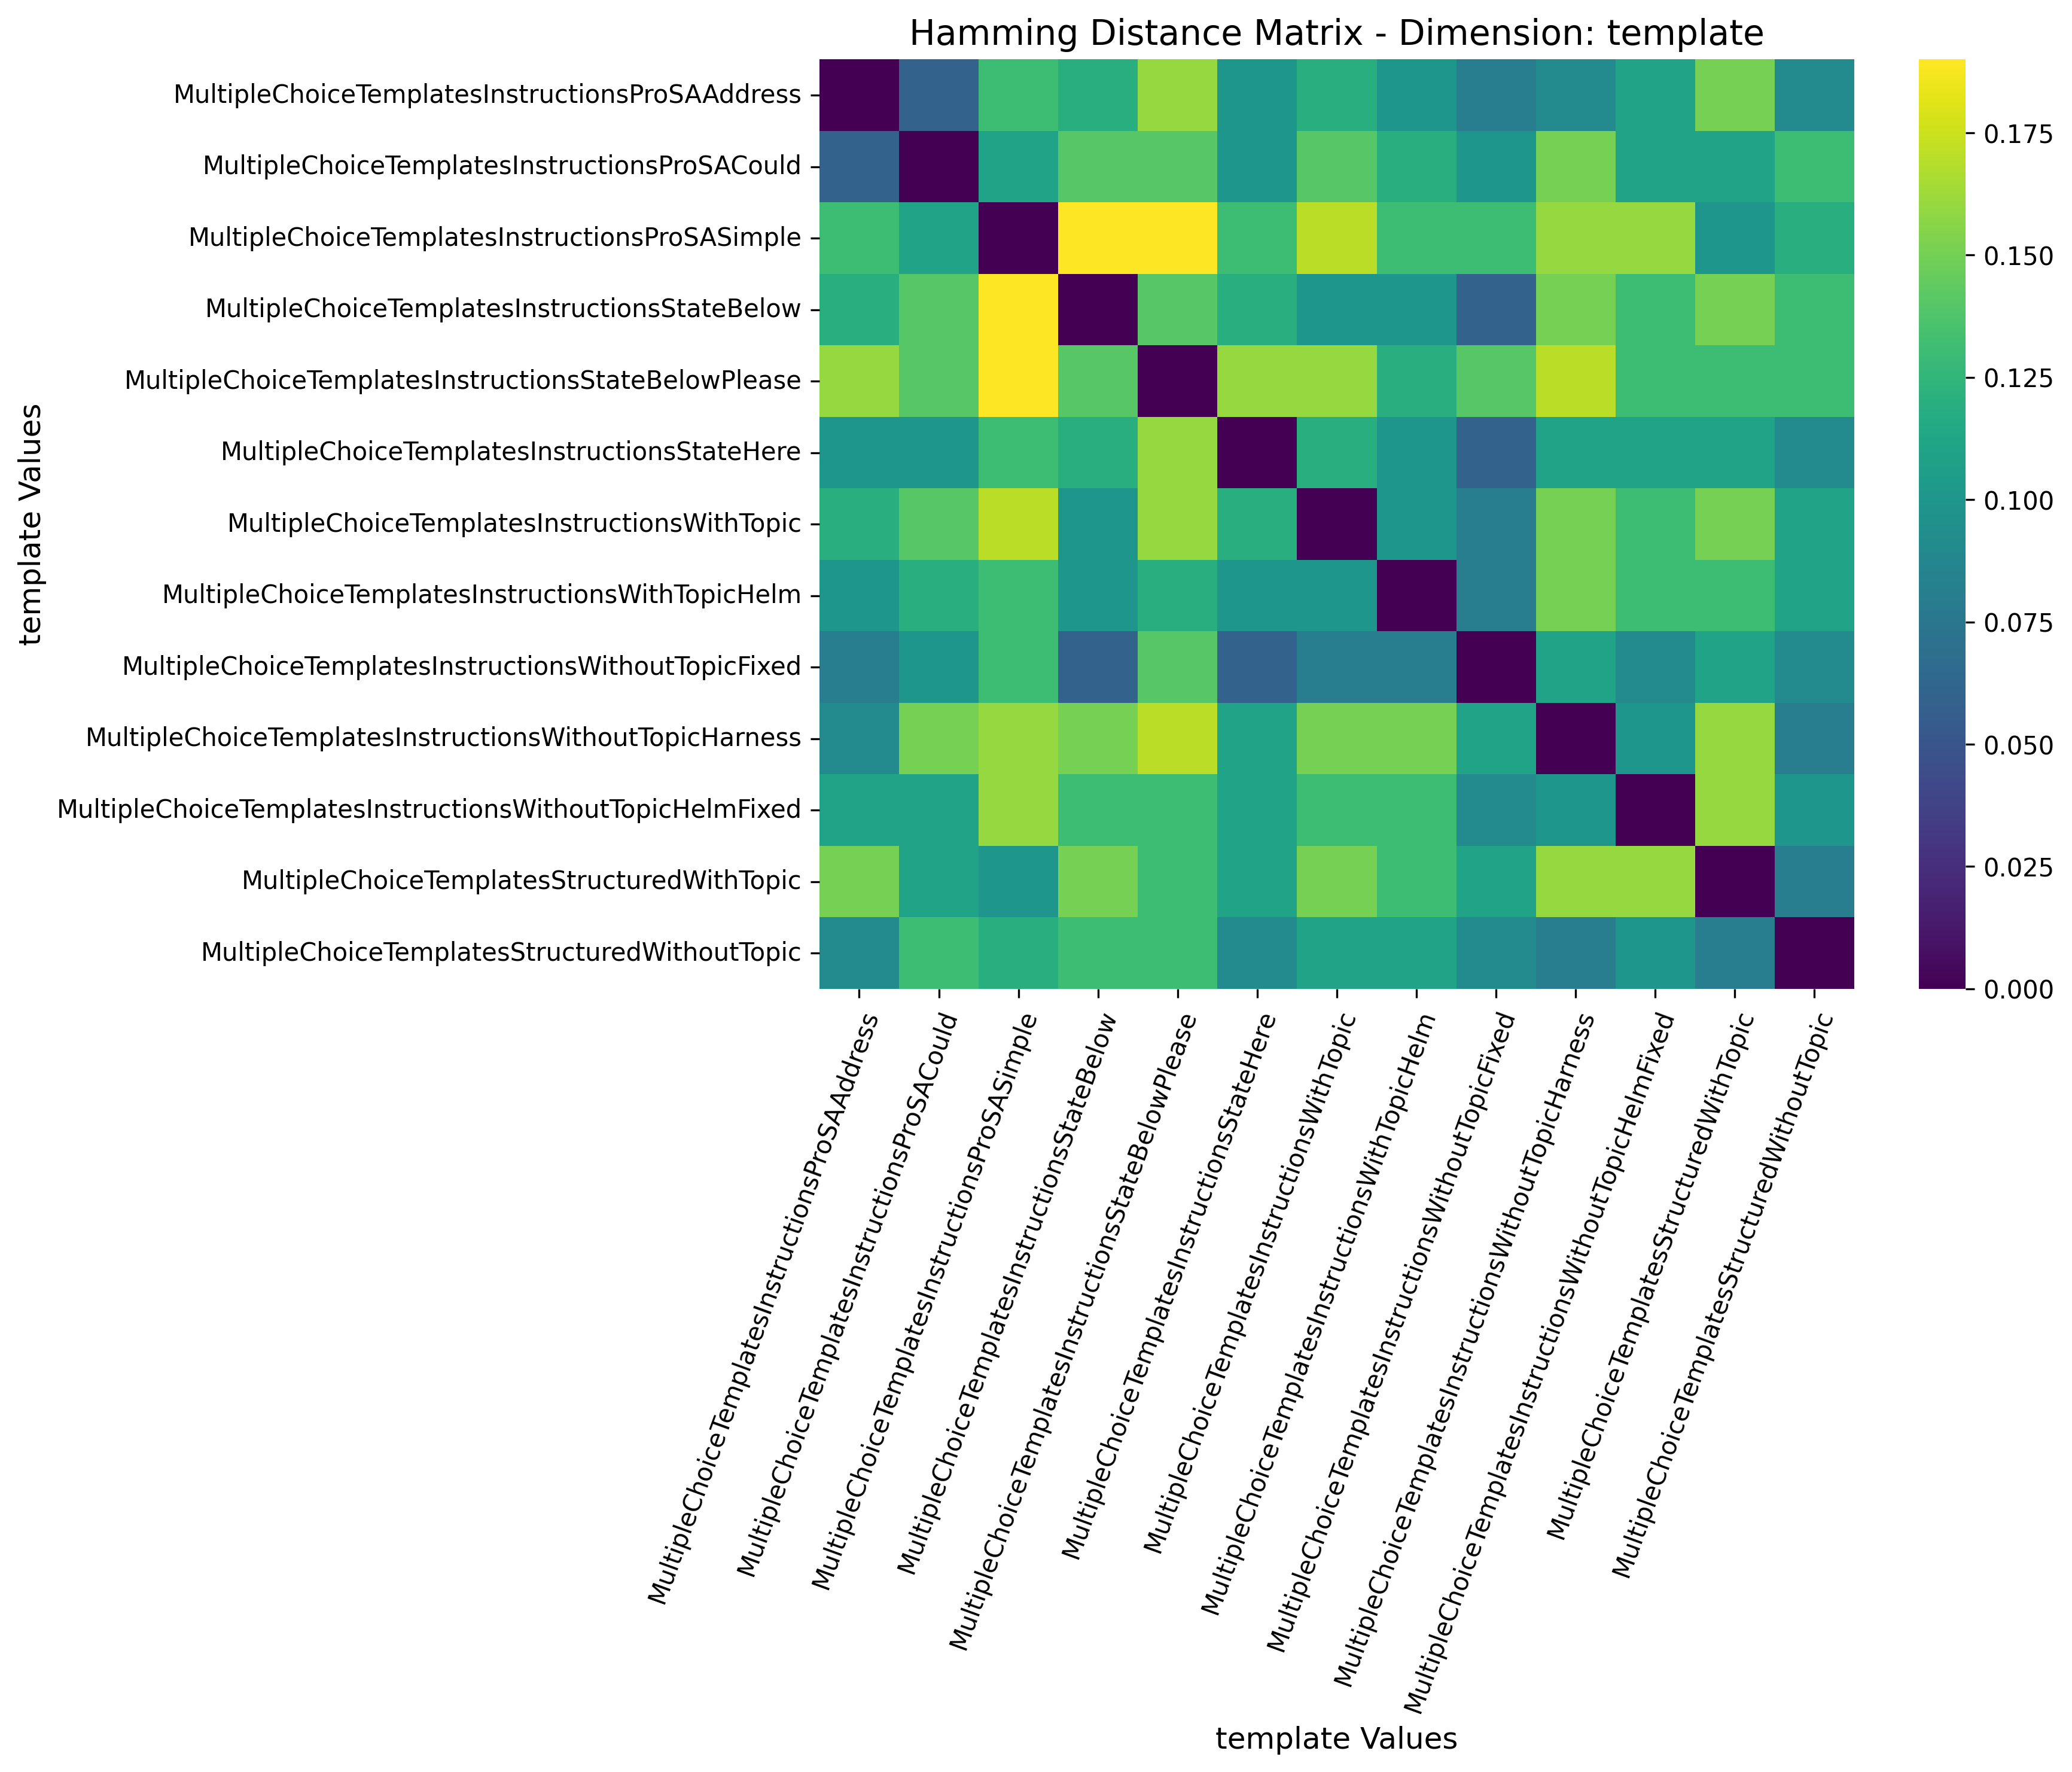 Hamming Distance Matrix - Dimension: template
template Values
MultipleChoiceTemplatesInstructionsProSAAddress
MultipleChoiceTemplatesInstructionsProSACould
MultipleChoiceTemplatesInstructionsProSASimple
MultipleChoiceTemplatesInstructionsStateBelow
MultipleChoiceTemplatesInstructionsStateBelowPlease
MultipleChoiceTemplatesInstructionsStateHere
MultipleChoiceTemplatesInstructionsWithTopic
MultipleChoiceTemplatesInstructionsWithTopicHelm
MultipleChoiceTemplatesInstructionsWithoutTopicFixed
MultipleChoiceTemplatesInstructionsWithoutTopicHarness
MultipleChoiceTemplatesInstructionsWithoutTopicHelmFixed
MultipleChoiceTemplatesStructuredWithTopic
MultipleChoiceTemplatesStructuredWithoutTopic
0.175
0.150
0.125
0.100
0.075
0.050
0.025
0.000
MultipleChoiceTemplatesInstructionsProSAAddress
MultipleChoiceTemplatesInstructionsProSACould
MultipleChoiceTemplatesInstructionsProSASimple
MultipleChoiceTemplatesInstructionsStateBelow
MultipleChoiceTemplatesInstructionsStateBelowPlease
MultipleChoiceTemplatesInstructionsStateHere
MultipleChoiceTemplatesInstructionsWithTopic
MultipleChoiceTemplatesInstructionsWithTopicHelm
MultipleChoiceTemplatesInstructionsWithoutTopicFixed
MultipleChoiceTemplatesInstructionsWithoutTopicHarness
MultipleChoiceTemplatesInstructionsWithoutTopicHelmFixed
MultipleChoiceTemplatesStructuredWithTopic
MultipleChoiceTemplatesStructuredWithoutTopic
template Values